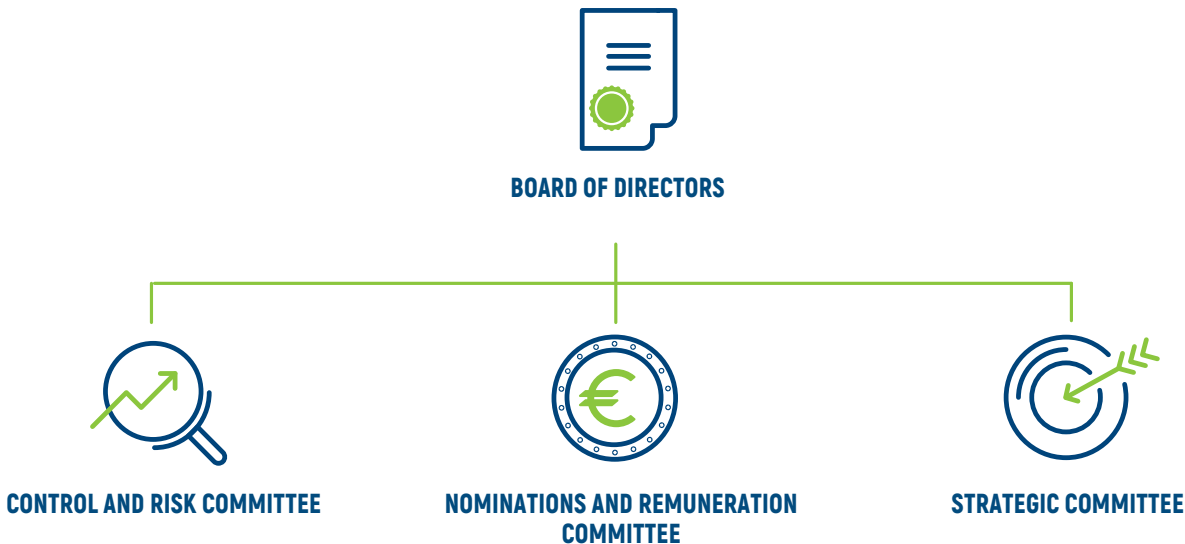 BOARD OF DIRECTORS
CONTROL AND RISK COMMITTEE
NOMINATIONS AND REMUNERATION
COMMITTEE
STRATEGIC COMMITTEE